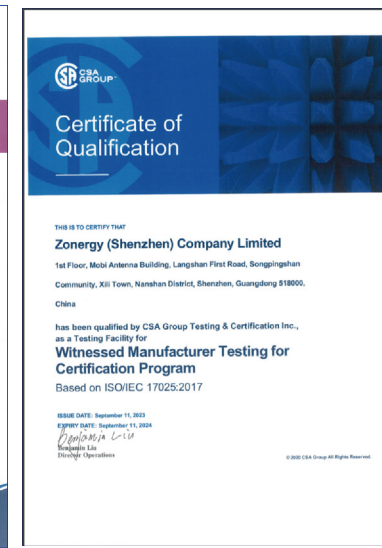 CSA
GROUP™
Certificate of
Qualification
THIS IS TO CERTIFY THAT
Zonergy (Shenzhen) Company Limited
1st Floor, Mobi Antenna Building, Langshan First Road, Songpingshan
Community, Xili Town, Nanshan District, Shenzhen, Guangdong 518000,
China
has been qualified by CSA Group Testing & Certification Inc.,
as a Testing Facility for
Witnessed Manufacturer Testing for
Certification Program
Based on ISO/IEC 17025:2017
ISSUE DATE: September 11, 2023
EXPIRY DATE: September 11, 2024
Benjamin Liu
Benjamin Liu
Director Operations
© 2020 CSA Group All Rights Reserved.